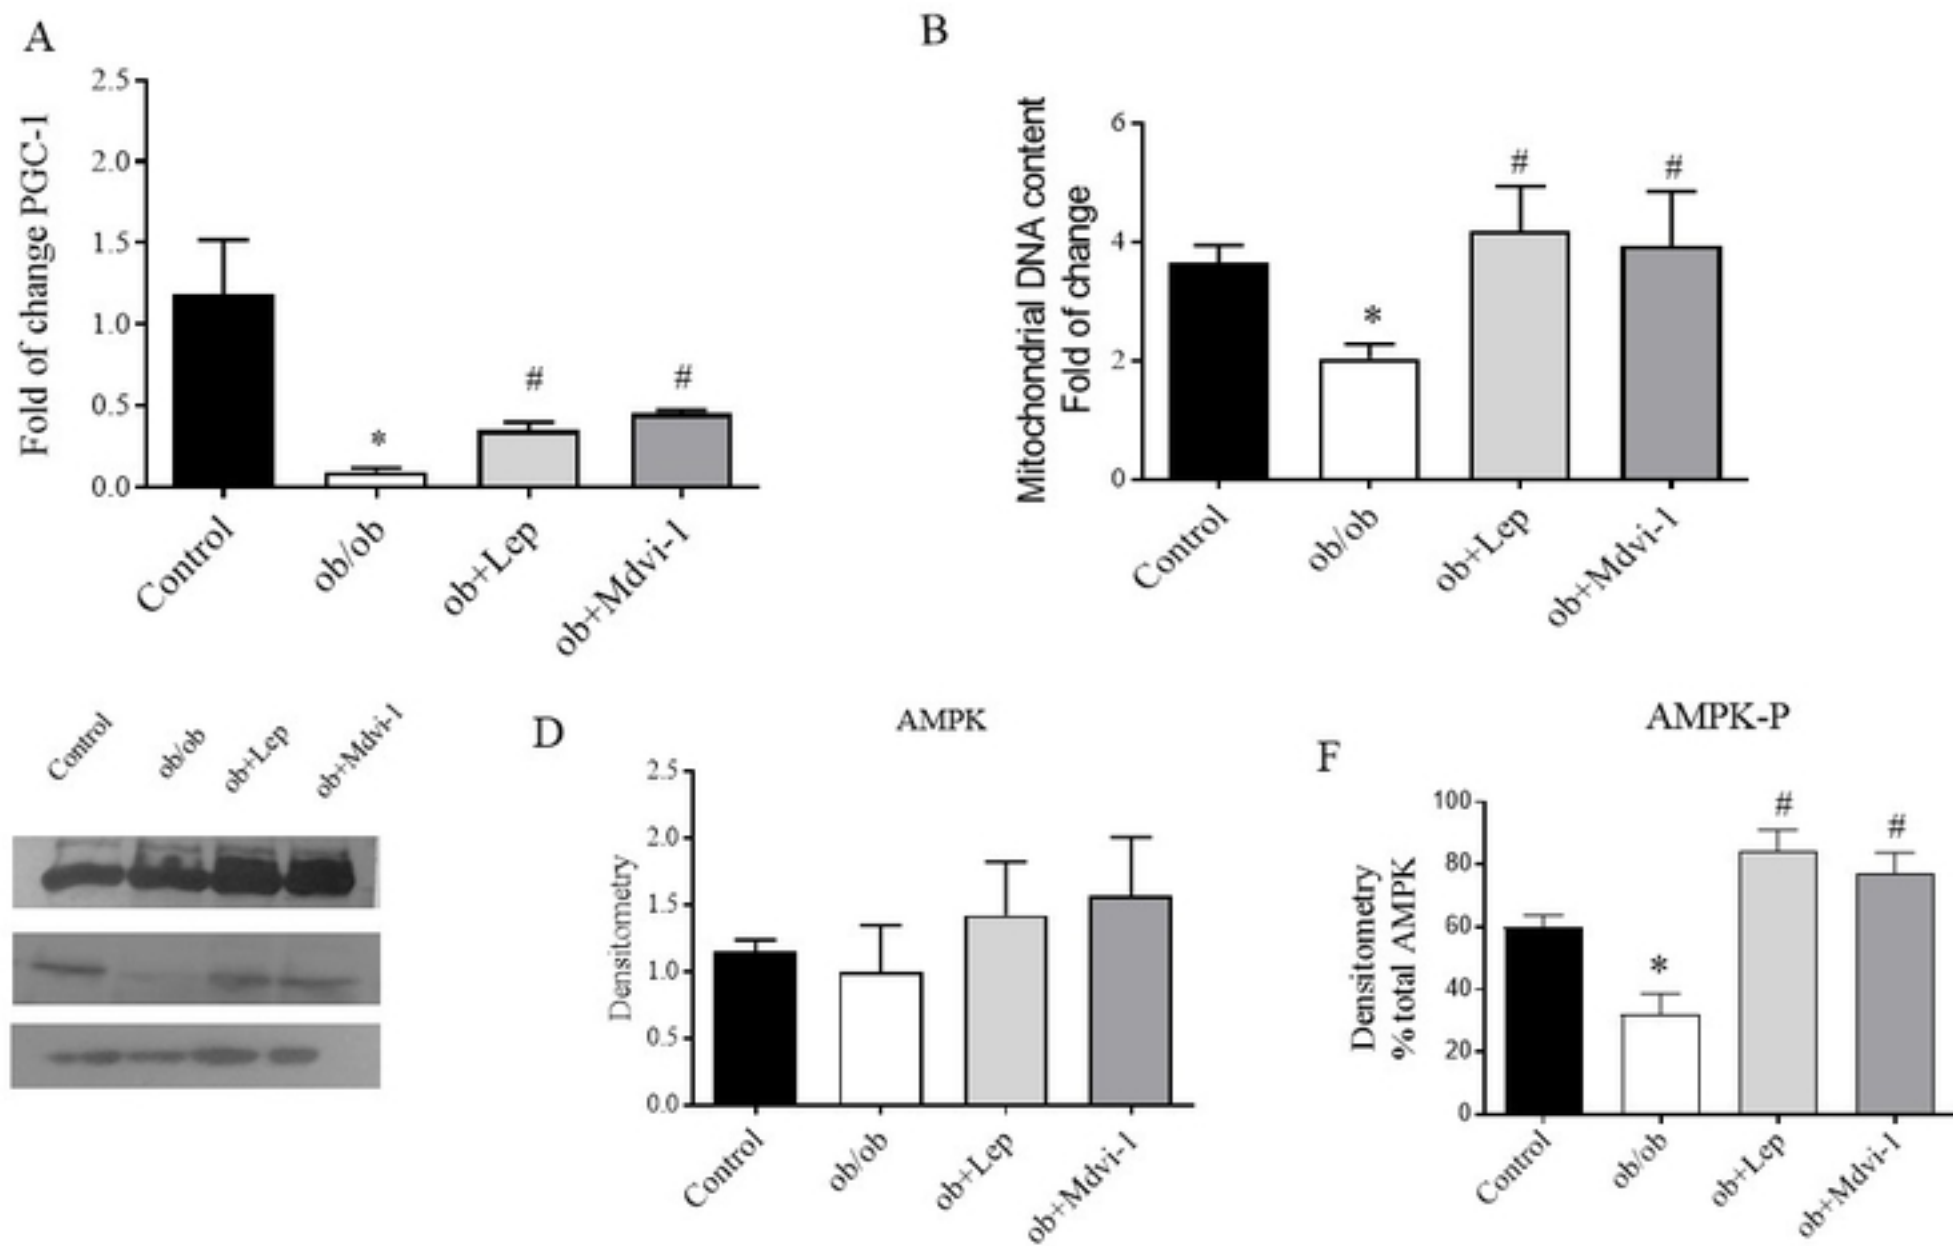 A
Fold of change PGC-1
2.5
2.0
1.5
1.0
0.5
0.0
*
#
#
Control
ob/ob
ob+Lep
ob+Mdvi-1
B
Mitochondrial DNA content
Fold of change
6
4
2
0
*
#
#
Control
ob/ob
ob+Lep
ob+Mdvi-1
Control
ob/ob
ob+Lep
ob+Mdvi-1
D
AMPK
Densitometry
2.5
2.0
1.5
1.0
0.5
0.0
Control
ob/ob
ob+Lep
ob+Mdvi-1
F
AMPK-P
Densitometry
% total AMPK
100
80
60
40
20
0
*
#
#
Control
ob/ob
ob+Lep
ob+Mdvi-1